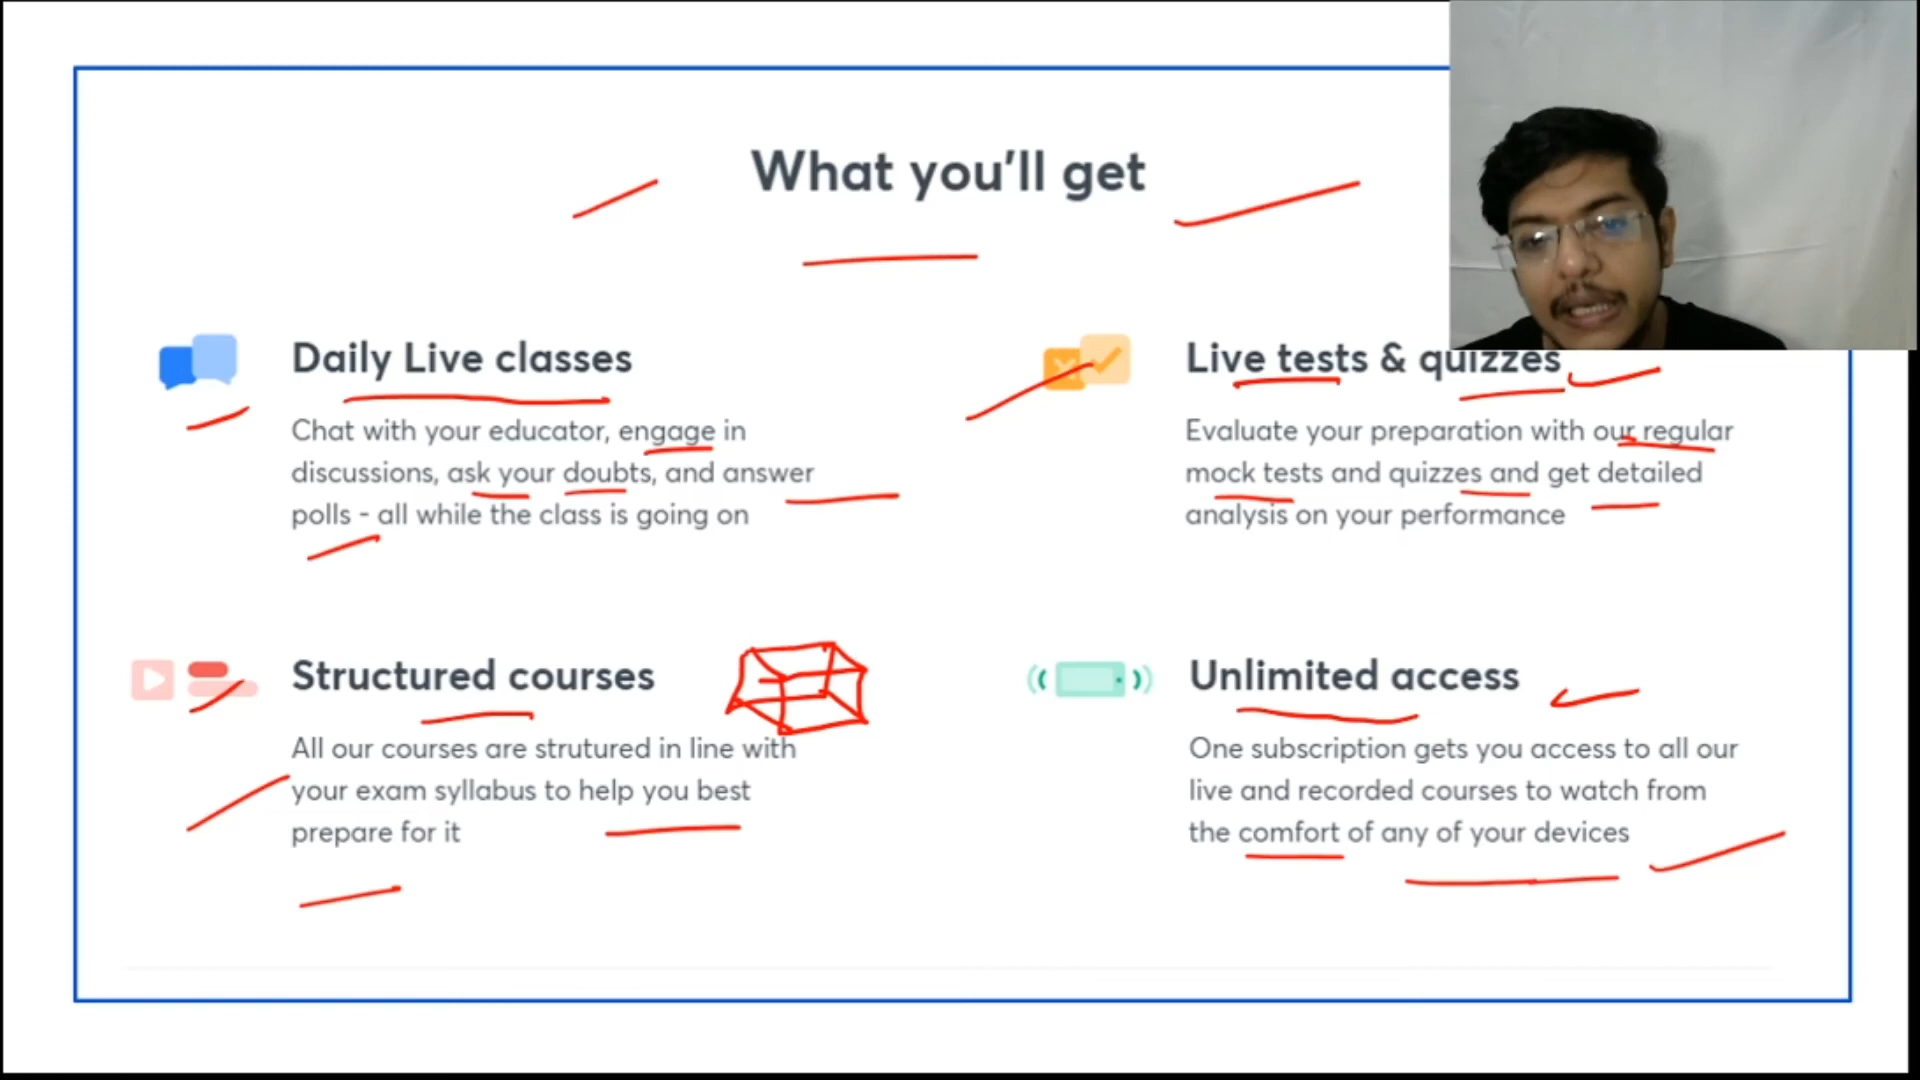 What you'll get
Daily Live classes
Chat with your educator, engage in
discussions, ask your doubts, and answer
polls - all while the class is going on
Live tests & quizzes
Evaluate your preparation with our regular
mock tests and quizzes and get detailed
analysis on your performance
Structured courses
All our courses are strutured in line with
your exam syllabus to help you best
prepare for it
Unlimited access
One subscription gets you access to all our
live and recorded courses to watch from
the comfort of any of your devices